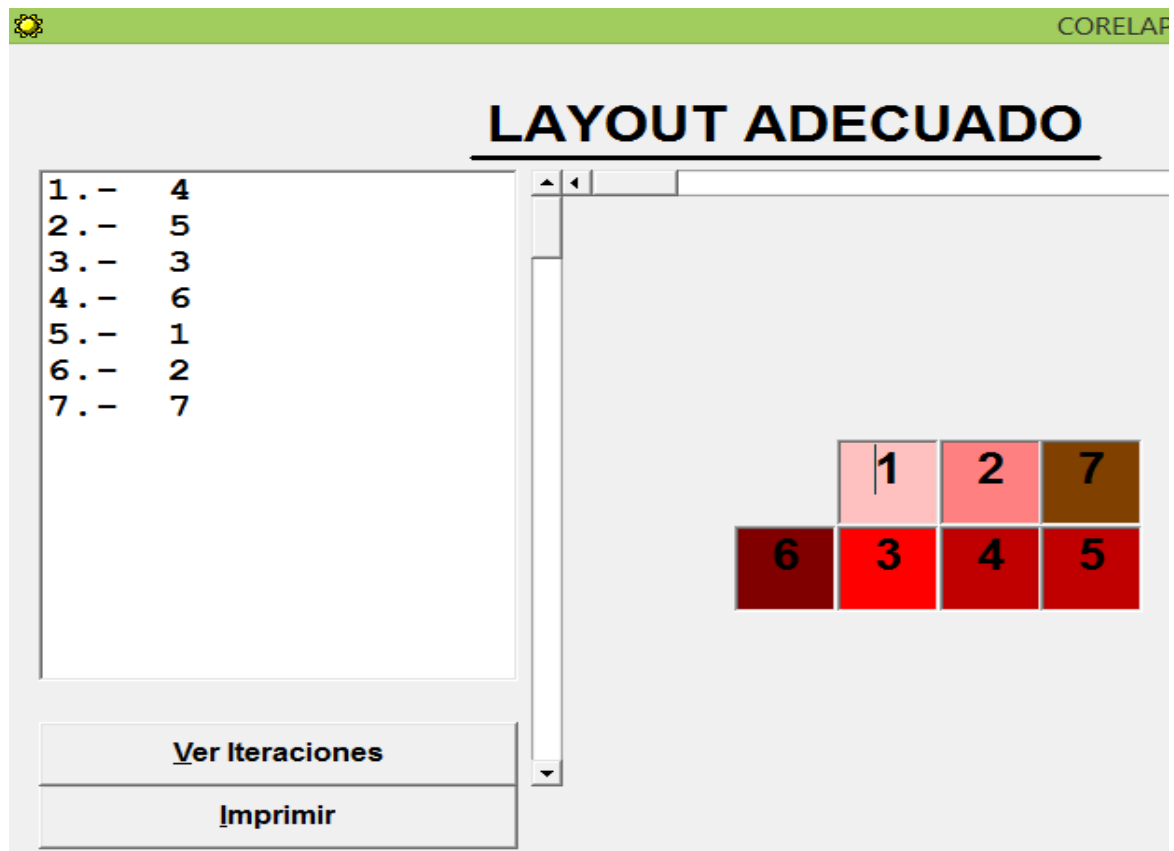 CORELAP
LAYOUT ADECUADO
1.- 4
2.- 5
3.- 3
4.- 6
5.- 1
6.- 2
7.- 7
1 2 7
6 3 4 5
Ver Iteraciones
Imprimir